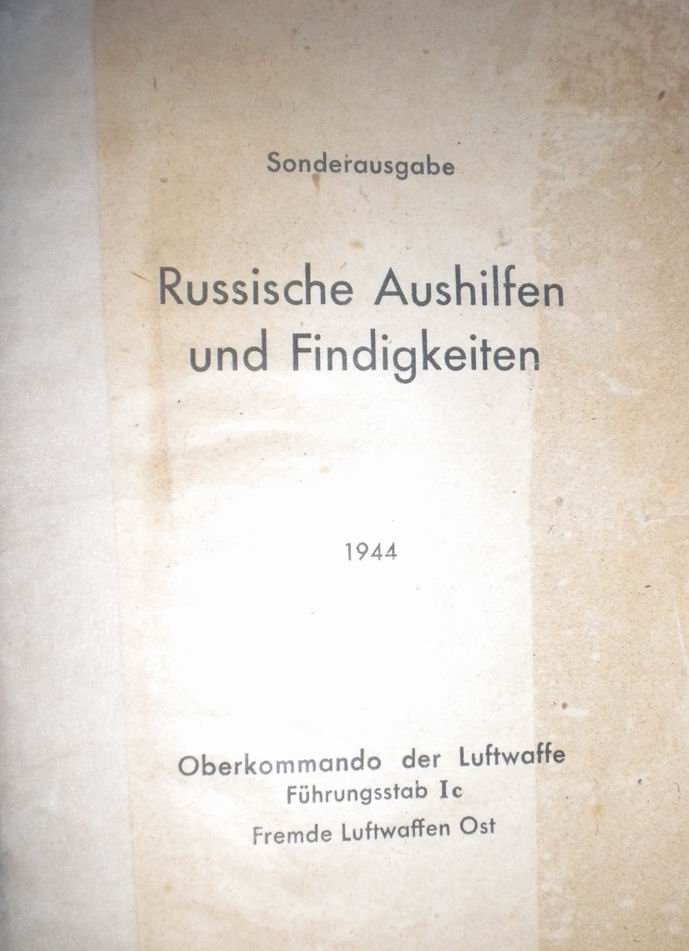 Sonderausgabe
Russische Aushilfen
und Findigkeiten
1944
Oberkommando der Luftwaffe
Führungsstab Ic
Fremde Luftwaffen Ost